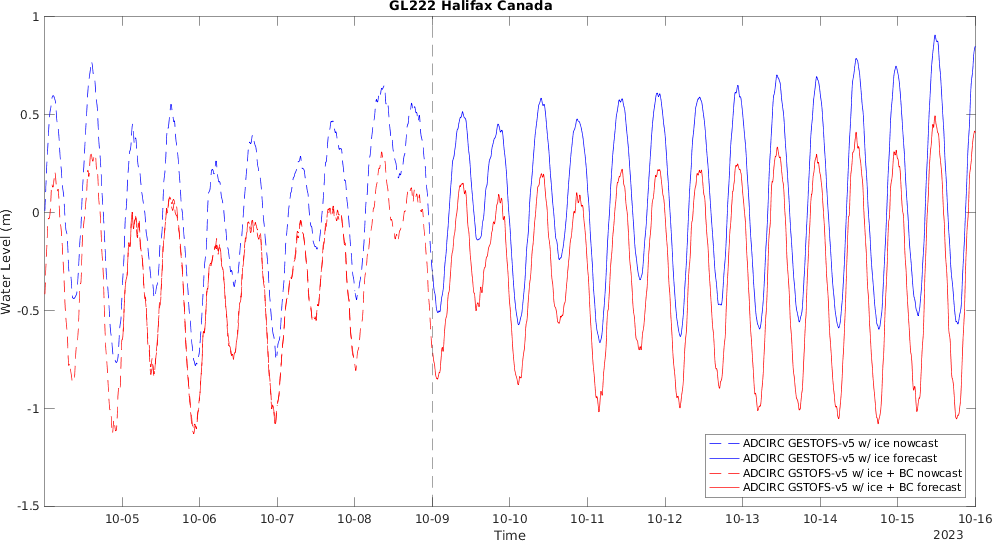 GL222 Halifax Canada
Water Level (m)
1
0.5
0
-0.5
-1
-1.5
10-05 10-06 10-07 10-08 10-09 10-10 10-11 10-12 10-13 10-14 10-15 10-16
Time
2023
ADCIRC GESTOFS-v5 w/ ice nowcast
ADCIRC GESTOFS-v5 w/ ice forecast
ADCIRC GSTOFS-v5 w/ ice + BC nowcast
ADCIRC GSTOFS-v5 w/ ice + BC forecast